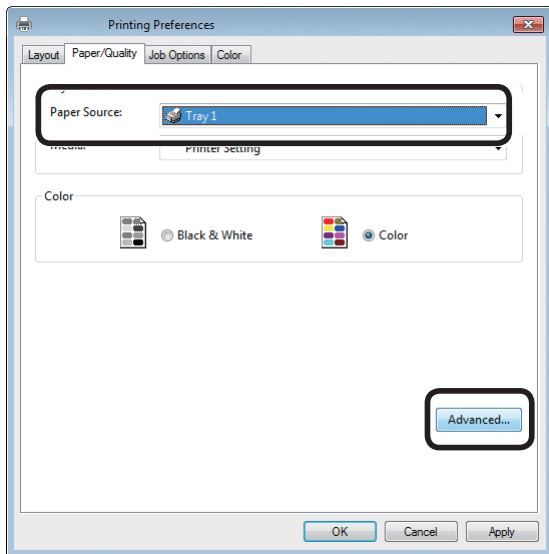 Printing Preferences
Layout Paper/Quality Job Options Color
Paper Source: Tray 1
Media: Printer Setting
Color
Black & White Color
Advanced...
OK Cancel Apply